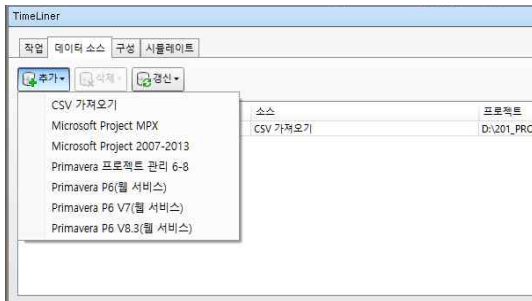 TimeLiner
작업 데이터 소스 구성 시뮬레이트
추가 삭제 갱신
소스 프로젝트
CSV 가져오기 D:\201_PRO
CSV 가져오기
Microsoft Project MPX
Microsoft Project 2007-2013
Primavera 프로젝트 관리 6-8
Primavera P6(웹 서비스)
Primavera P6 V7(웹 서비스)
Primavera P6 V8.3(웹 서비스)